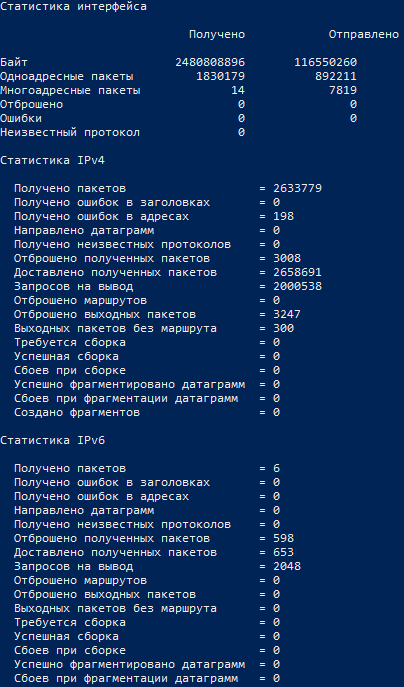 Статистика интерфейса
Получено Отправлено
Байт 2480808896 116550260
Одноадресные пакеты 1830179 892211
Многоадресные пакеты 14 7819
Отброшено 0 0
Ошибки 0 0
Неизвестный протокол 0
Статистика IPv4
Получено пакетов = 2633779
Получено ошибок в заголовках = 0
Получено ошибок в адресах = 198
Направлено датаграмм = 0
Получено неизвестных протоколов = 0
Отброшено полученных пакетов = 3008
Доставлено полученных пакетов = 2658691
Запросов на вывод = 2000538
Отброшено маршрутов = 0
Отброшено выходных пакетов = 3247
Выходных пакетов без маршрута = 300
Требуется сборка = 0
Успешная сборка = 0
Сбоев при сборке = 0
Успешно фрагментировано датаграмм = 0
Сбоев при фрагментации датаграмм = 0
Создано фрагментов = 0
Статистика IPv6
Получено пакетов = 6
Получено ошибок в заголовках = 0
Получено ошибок в адресах = 0
Направлено датаграмм = 0
Получено неизвестных протоколов = 0
Отброшено полученных пакетов = 598
Доставлено полученных пакетов = 653
Запросов на вывод = 2048
Отброшено маршрутов = 0
Отброшено выходных пакетов = 0
Выходных пакетов без маршрута = 0
Требуется сборка = 0
Успешная сборка = 0
Сбоев при сборке = 0
Успешно фрагментировано датаграмм = 0
Сбоев при фрагментации датаграмм = 0